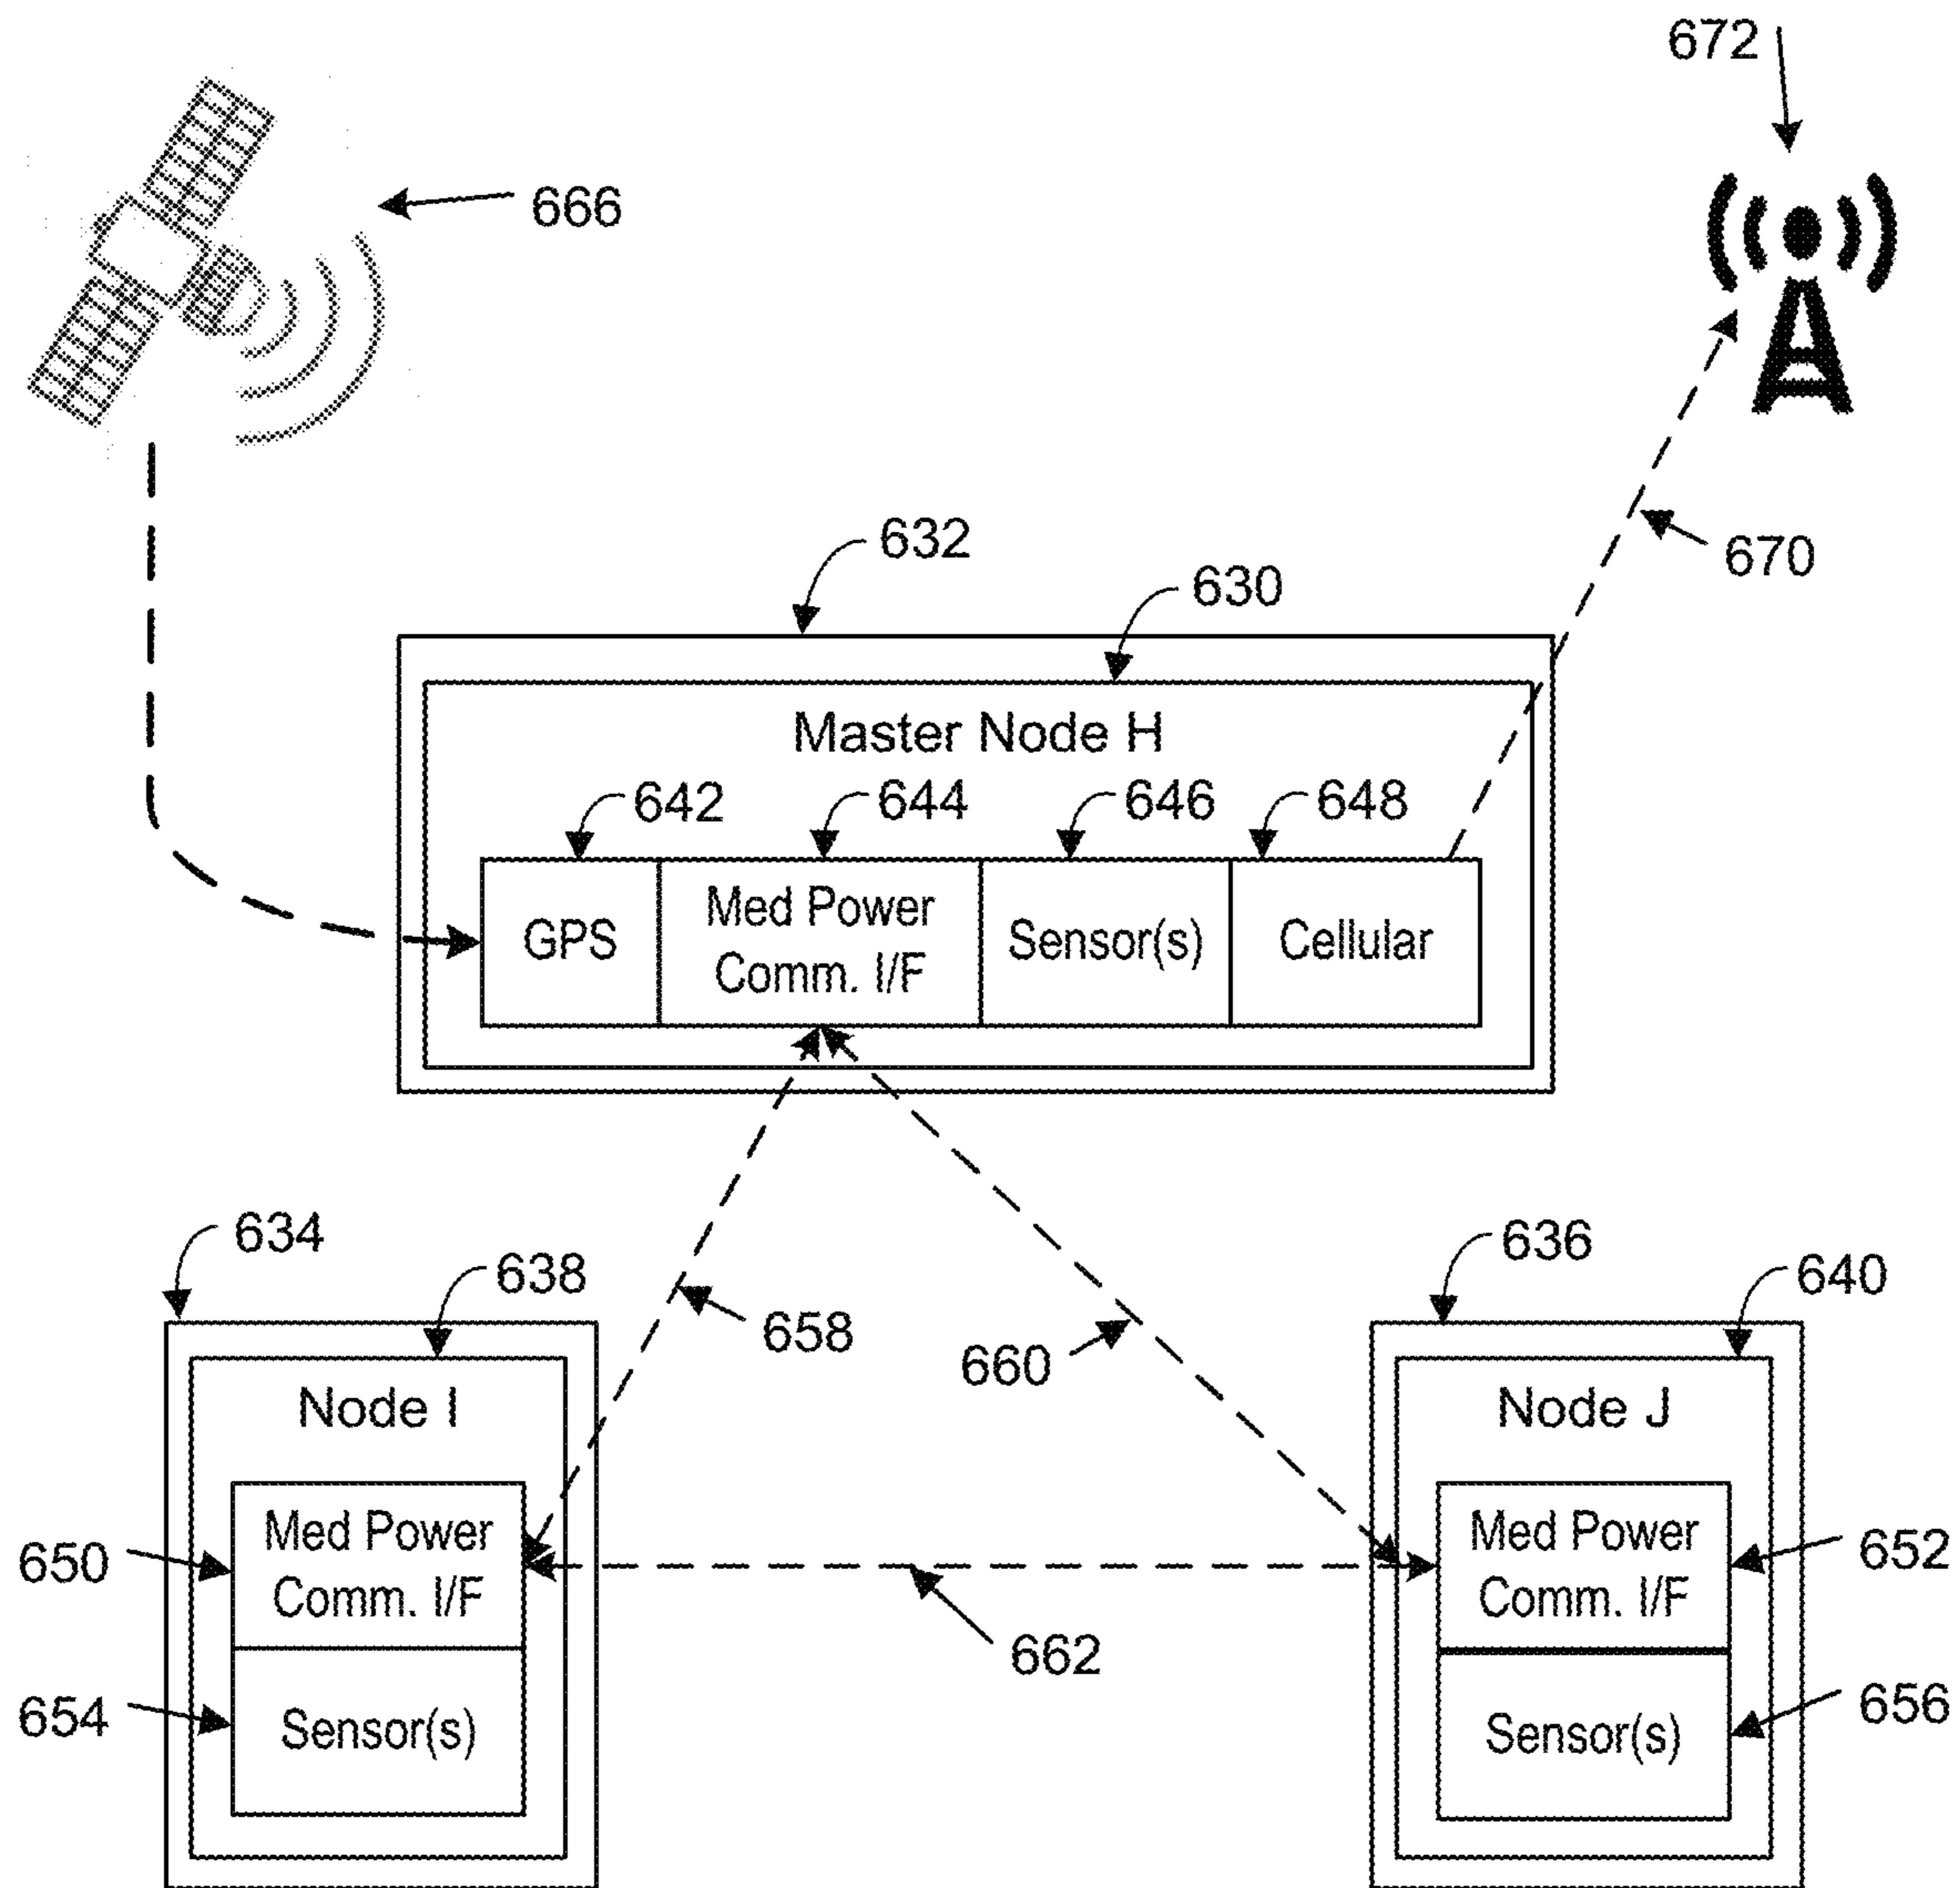 672
666
632
670
630
Master Node H
642
644
646
648
GPS
Med Power
Comm. I/F
Sensor(s)
Cellular
634
638
658
660
636
640
Node I
Node J
650
Med Power
Comm. I/F
Med Power
Comm. I/F
652
662
654
Sensor(s)
Sensor(s)
656